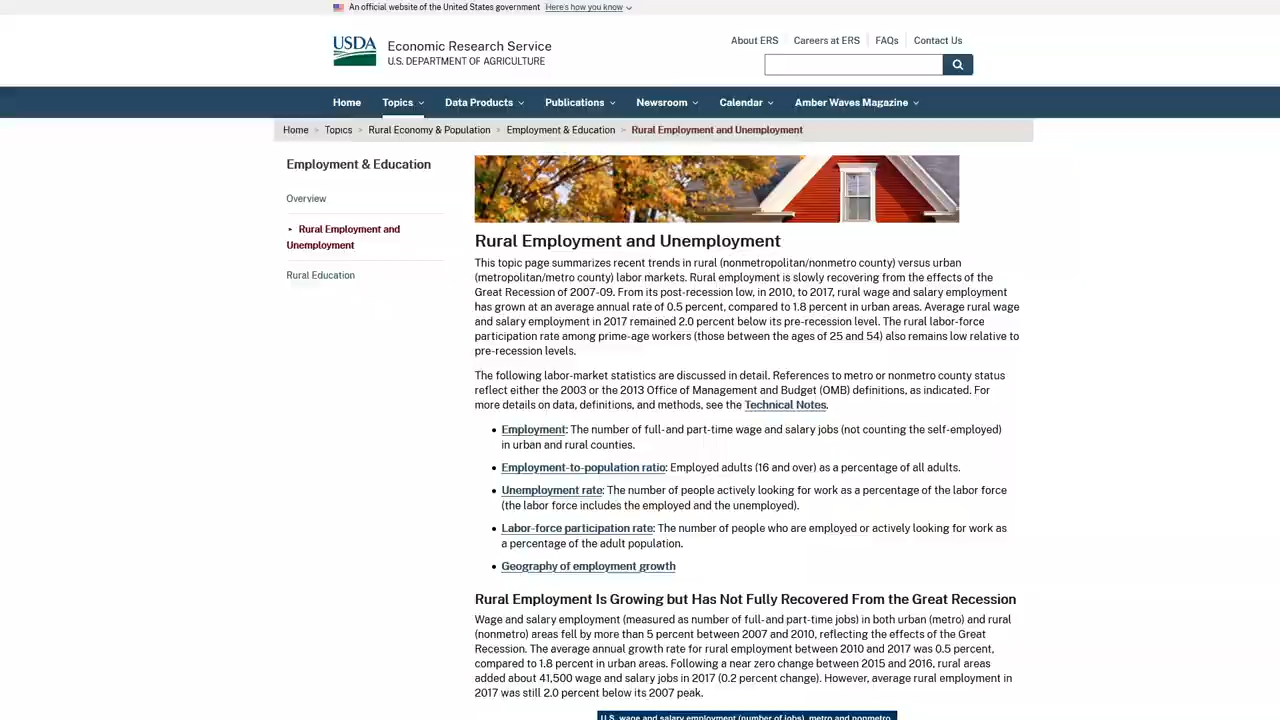 An official website of the United States government Here's how you know
USDA
Economic Research Service
U.S. DEPARTMENT OF AGRICULTURE
About ERS
Careers at ERS
FAQs
Contact Us
Home
Topics
Data Products
Publications
Newsroom
Calendar
Amber Waves Magazine
Home > Topics > Rural Economy & Population > Employment & Education > Rural Employment and Unemployment
Employment & Education
Overview
Rural Employment and
Unemployment
Rural Education
Rural Employment and Unemployment
This topic page summarizes recent trends in rural (nonmetropolitan/nonmetro county) versus urban
(metropolitan/metro county) labor markets. Rural employment is slowly recovering from the effects of the
Great Recession of 2007-09. From its post-recession low, in 2010, to 2017, rural wage and salary employment
has grown at an average annual rate of 0.5 percent, compared to 1.8 percent in urban areas. Average rural wage
and salary employment in 2017 remained 2.0 percent below its pre-recession level. The rural labor-force
participation rate among prime-age workers (those between the ages of 25 and 54) also remains low relative to
pre-recession levels.
The following labor-market statistics are discussed in detail. References to metro or nonmetro county status
reflect either the 2003 or the 2013 Office of Management and Budget (OMB) definitions, as indicated. For
more details on data, definitions, and methods, see the Technical Notes.
• Employment: The number of full- and part-time wage and salary jobs (not counting the self-employed)
in urban and rural counties.
• Employment-to-population ratio: Employed adults (16 and over) as a percentage of all adults.
• Unemployment rate: The number of people actively looking for work as a percentage of the labor force
(the labor force includes the employed and the unemployed).
• Labor-force participation rate: The number of people who are employed or actively looking for work as
a percentage of the adult population.
• Geography of employment growth
Rural Employment Is Growing but Has Not Fully Recovered From the Great Recession
Wage and salary employment (measured as number of full- and part-time jobs) in both urban (metro) and rural
(nonmetro) areas fell by more than 5 percent between 2007 and 2010, reflecting the effects of the Great
Recession. The average annual growth rate for rural employment between 2010 and 2017 was 0.5 percent,
compared to 1.8 percent in urban areas. Following a near zero change between 2015 and 2016, rural areas
added about 41,500 wage and salary jobs in 2017 (0.2 percent change). However, average rural employment in
2017 was still 2.0 percent below its 2007 peak.
U.S. wage and salary employment (number of jobs), metro and nonmetro,